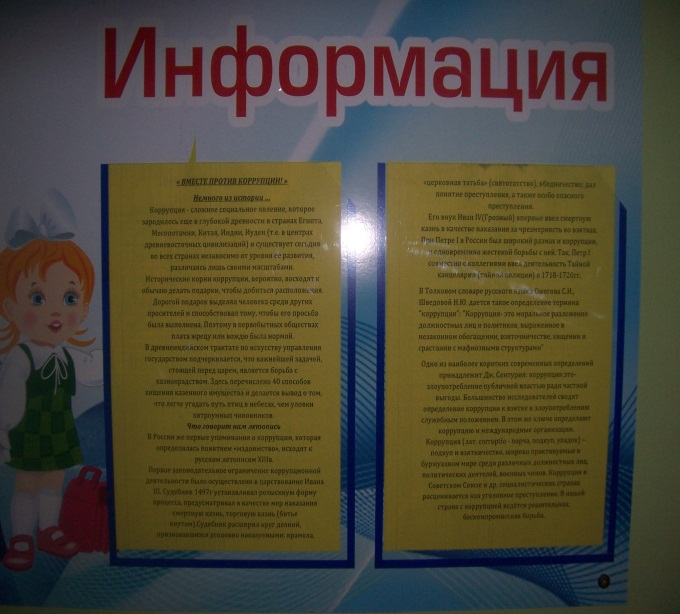 Информация
« ВМЕСТЕ ПРОТИВ КОРРУПЦИИ! »
Немного из истории ...
Коррупция - сложное социальное явление, которое
зародилось еще в глубокой древности в странах Египта,
Месопотамии, Китая, Индии, Иудеи (т.е. в центрах
древневосточных цивилизаций) и существует сегодня
во всех странах независимо от уровня её развития,
различаясь лишь своими масштабами.
Исторические корни коррупции, вероятно, восходят к
обычаю делать подарки, чтобы добиться расположения.
Дорогой подарок выделял человека среди других
просителей и способствовал тому, чтобы его просьба
была выполнена. Поэтому в первобытных обществах
плата жрецу или вождю была нормой.
В древнеиндийском трактате по искусству управления
государством подчеркивается, что важнейшей задачей,
стоящей перед царем, является борьба с
казнокрадством. Здесь перечислено 40 способов
хищения казенного имущества и делается вывод о том,
что легче угадать путь птиц в небесах, чем уловки
хитроумных чиновников.
Что говорит нам летопись
В России же первые упоминания о коррупции, которая
определялась понятием «мздоимство», исходят к
русским летописям XIIIв.
Первое законодательное ограничение коррупционной
деятельности было осуществлено в царствование Ивана
III. Судебник 1497г устанавливал розыскную форму
процесса, предусматривал в качестве мер наказания
смертную казнь, торговую казнь (битье
кнутом).Судебник расширил круг деяний,
признававшихся уголовно наказуемыми: крамола,
«церковная татьба» (святотатство), ябедничество; дал
понятие преступления, а также особо опасного
преступления.
Его внук Иван IV(Грозный) впервые ввел смертную
казнь в качестве наказания за чрезмерность во взятках.
При Петре I в России был широкий размах и коррупции,
и одновременно жестокой борьбы с ней. Так, Петр I
совместно с коллегиями ввел деятельность Тайной
канцелярии (тайной полиции) в 1718-1726гг.
В Толковом словаре русского языка Ожегова С.И.,
Шведовой Н.Ю. дается такое определение термина
"коррупция": "Коррупция- это моральное разложение
должностных лиц и политиков, выраженное в
незаконном обогащении, взяточничестве, хищении и
срастании с мафиозными структурами"
Одно из наиболее коротких современных определений
принадлежит Дж. Сентурия: коррупция это-
злоупотребление публичной властью ради частной
выгоды. Большинство исследователей сводят
определение коррупции к взятке и злоупотреблению
служебным положением. В этом же ключе определяют
коррупцию и международные организации.
Коррупция (лат. corruptio - порча, подкуп, упадок) –
подкуп и взяточничество, широко практикуемые в
буржуазном мире среди различных должностных лиц,
политических деятелей, военных чинов. Коррупция в
Советском Союзе и др. социалистических странах
расценивается как уголовное преступление. В нашей
стране с коррупцией ведётся решительная,
бескомпромиссная борьба.